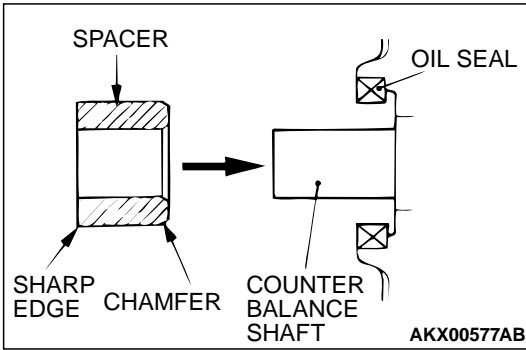 SPACER
OIL SEAL
SHARP
EDGE
CHAMFER
COUNTER
BALANCE
SHAFT
AKX00577AB